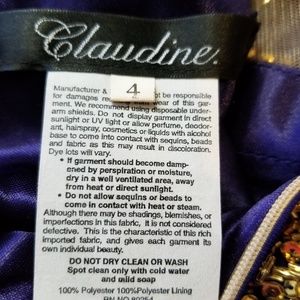 Claudine.
4
Manufacturer & not be responsible
for damages wear of this gar-
ment. We recommend using disposable under-
arm shields. Do not display garment in direct
sunlight or UV light or allow perfume, deodor-
ant, hairspray, cosmetics or liquids with alcohol
base to come into contact with sequins, beads
and fabric as this may result in discoloration.
Dye lots will vary.
• If garment should become damp-
ened by perspiration or moisture,
dry in a well ventilated area, away
from heat or direct sunlight.
• Do not allow sequins or beads to
come in contact with heat or steam.
Although there may be shadings, blemishes, or
imperfections in this fabric, It is not considered
defective. This is the characteristic of this rich
imported fabric, and gives each garment its
own individual beauty.
DO NOT DRY CLEAN OR WASH
Spot clean only with cold water
and mild soap
100% Polyester 100%Polyester Lining